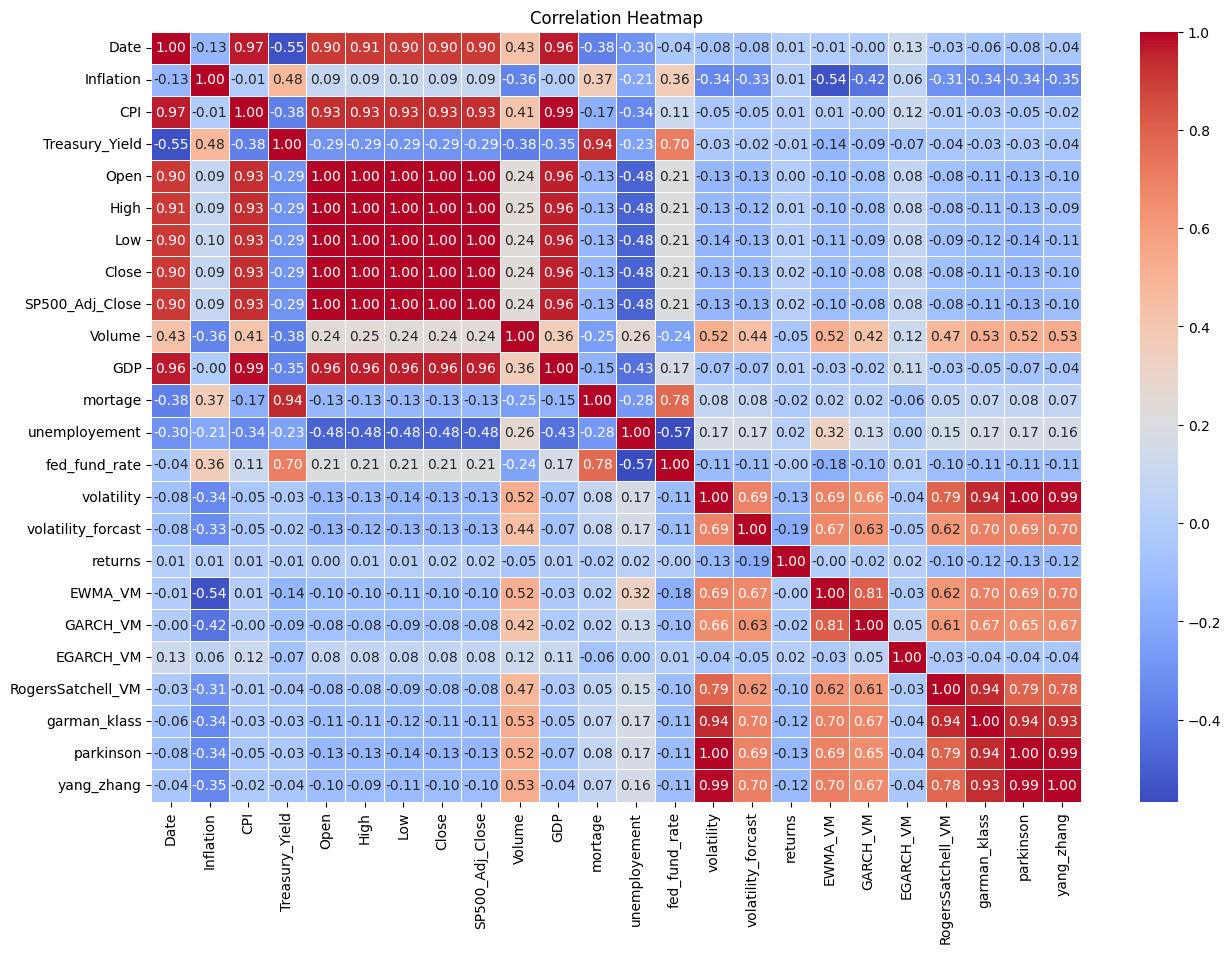 Correlation Heatmap
Date 1.00 -0.13 0.97 -0.55 0.90 0.91 0.90 0.90 0.90 0.43 0.96 -0.38 -0.30 -0.04 -0.08 -0.08 0.01 -0.01 -0.00 0.13 -0.03 -0.06 -0.08 -0.04
Inflation -0.13 1.00 -0.01 0.48 0.09 0.09 0.10 0.09 0.09 -0.36 -0.00 0.37 -0.21 0.36 -0.34 -0.33 0.01 -0.54 -0.42 0.06 -0.31 -0.34 -0.34 -0.35
CPI 0.97 -0.01 1.00 -0.38 0.93 0.93 0.93 0.93 0.93 0.41 0.99 -0.17 -0.34 0.11 -0.05 -0.05 0.01 0.01 -0.00 0.12 -0.01 -0.03 -0.05 -0.02
Treasury_Yield -0.55 0.48 -0.38 1.00 -0.29 -0.29 -0.29 -0.29 -0.29 -0.38 -0.35 0.94 -0.23 0.70 -0.03 -0.02 -0.01 -0.14 -0.09 -0.07 -0.04 -0.03 -0.03 -0.04
Open 0.90 0.09 0.93 -0.29 1.00 1.00 1.00 1.00 1.00 0.24 0.96 -0.13 -0.48 0.21 -0.13 -0.13 0.00 -0.10 -0.08 0.08 -0.08 -0.11 -0.13 -0.10
High 0.91 0.09 0.93 -0.29 1.00 1.00 1.00 1.00 1.00 0.25 0.96 -0.13 -0.48 0.21 -0.13 -0.12 0.01 -0.10 -0.08 0.08 -0.08 -0.11 -0.13 -0.09
Low 0.90 0.10 0.93 -0.29 1.00 1.00 1.00 1.00 1.00 0.24 0.96 -0.13 -0.48 0.21 -0.14 -0.13 0.01 -0.11 -0.09 0.08 -0.09 -0.12 -0.14 -0.11
Close 0.90 0.09 0.93 -0.29 1.00 1.00 1.00 1.00 1.00 0.24 0.96 -0.13 -0.48 0.21 -0.13 -0.13 0.02 -0.10 -0.08 0.08 -0.08 -0.11 -0.13 -0.10
SP500_Adj_Close 0.90 0.09 0.93 -0.29 1.00 1.00 1.00 1.00 1.00 0.24 0.96 -0.13 -0.48 0.21 -0.13 -0.13 0.02 -0.10 -0.08 0.08 -0.08 -0.11 -0.13 -0.10
Volume 0.43 -0.36 0.41 -0.38 0.24 0.25 0.24 0.24 0.24 1.00 0.36 -0.25 0.26 -0.24 0.52 0.44 -0.05 0.52 0.42 0.12 0.47 0.53 0.52 0.53
GDP 0.96 -0.00 0.99 -0.35 0.96 0.96 0.96 0.96 0.96 0.36 1.00 -0.15 -0.43 0.17 -0.07 -0.07 0.01 -0.03 -0.02 0.11 -0.03 -0.05 -0.07 -0.04
mortage -0.38 0.37 -0.17 0.94 -0.13 -0.13 -0.13 -0.13 -0.13 -0.25 -0.15 1.00 -0.28 0.78 0.08 0.08 -0.02 0.02 0.02 -0.06 0.05 0.07 0.08 0.07
unemployement -0.30 -0.21 -0.34 -0.23 -0.48 -0.48 -0.48 -0.48 -0.48 0.26 -0.43 -0.28 1.00 -0.57 0.17 0.17 0.02 0.32 0.13 0.00 0.15 0.17 0.17 0.16
fed_fund_rate -0.04 0.36 0.11 0.70 0.21 0.21 0.21 0.21 0.21 -0.24 0.17 0.78 -0.57 1.00 -0.11 -0.11 -0.00 -0.18 -0.10 0.01 -0.10 -0.11 -0.11 -0.11
volatility -0.08 -0.34 -0.05 -0.03 -0.13 -0.13 -0.14 -0.13 -0.13 0.52 -0.07 0.08 0.17 -0.11 1.00 0.69 -0.13 0.69 0.66 -0.04 0.79 0.94 1.00 0.99
volatility_forcast -0.08 -0.33 -0.05 -0.02 -0.13 -0.12 -0.13 -0.13 -0.13 0.44 -0.07 0.08 0.17 -0.11 0.69 1.00 -0.19 0.67 0.63 -0.05 0.62 0.70 0.69 0.70
returns 0.01 0.01 0.01 -0.01 0.00 0.01 0.01 0.02 0.02 -0.05 0.01 -0.02 0.02 -0.00 -0.13 -0.19 1.00 -0.00 -0.02 0.02 -0.10 -0.12 -0.13 -0.12
EWMA_VM -0.01 -0.54 0.01 -0.14 -0.10 -0.10 -0.11 -0.10 -0.10 0.52 -0.03 0.02 0.32 -0.18 0.69 0.67 -0.00 1.00 0.81 -0.03 0.62 0.70 0.69 0.70
GARCH_VM -0.00 -0.42 -0.00 -0.09 -0.08 -0.08 -0.09 -0.08 -0.08 0.42 -0.02 0.02 0.13 -0.10 0.66 0.63 -0.02 0.81 1.00 0.05 0.61 0.67 0.65 0.67
EGARCH_VM 0.13 0.06 0.12 -0.07 0.08 0.08 0.08 0.08 0.08 0.12 0.11 -0.06 0.00 0.01 -0.04 -0.05 0.02 -0.03 0.05 1.00 -0.03 -0.04 -0.04 -0.04
RogersSatchell_VM -0.03 -0.31 -0.01 -0.04 -0.08 -0.08 -0.09 -0.08 -0.08 0.47 -0.03 0.05 0.15 -0.10 0.79 0.62 -0.10 0.62 0.61 -0.03 1.00 0.94 0.79 0.78
garman_klass -0.06 -0.34 -0.03 -0.03 -0.11 -0.11 -0.12 -0.11 -0.11 0.53 -0.05 0.07 0.17 -0.11 0.94 0.70 -0.12 0.70 0.67 -0.04 0.94 1.00 0.94 0.93
parkinson -0.08 -0.34 -0.05 -0.03 -0.13 -0.13 -0.14 -0.13 -0.13 0.52 -0.07 0.08 0.17 -0.11 1.00 0.69 -0.13 0.69 0.65 -0.04 0.79 0.94 1.00 0.99
yang_zhang -0.04 -0.35 -0.02 -0.04 -0.10 -0.09 -0.11 -0.10 -0.10 0.53 -0.04 0.07 0.16 -0.11 0.99 0.70 -0.12 0.70 0.67 -0.04 0.78 0.93 0.99 1.00
Date Inflation CPI Treasury_Yield Open High Low Close SP500_Adj_Close Volume GDP mortage unemployement fed_fund_rate volatility volatility_forcast returns EWMA_VM GARCH_VM EGARCH_VM RogersSatchell_VM garman_klass parkinson yang_zhang
1.0
0.8
0.6
0.4
0.2
0.0
−0.2
−0.4